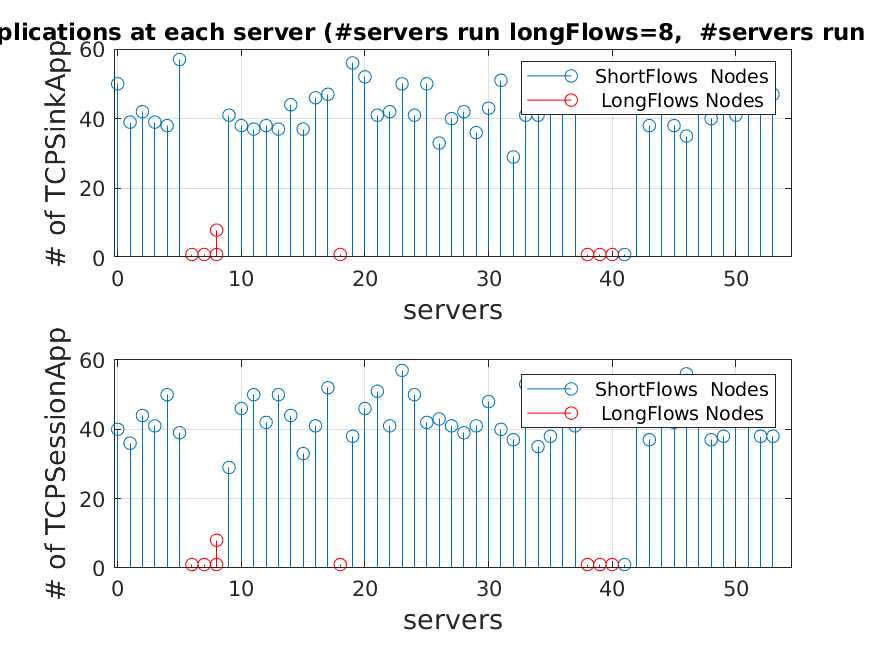 plications at each server (#servers run longFlows=8,  #servers run
# of TCPSinkApp
60
40
20
0
ShortFlows  Nodes
LongFlows Nodes
0 10 20 30 40 50
servers
# of TCPSessionApp
60
40
20
0
ShortFlows  Nodes
LongFlows Nodes
0 10 20 30 40 50
servers